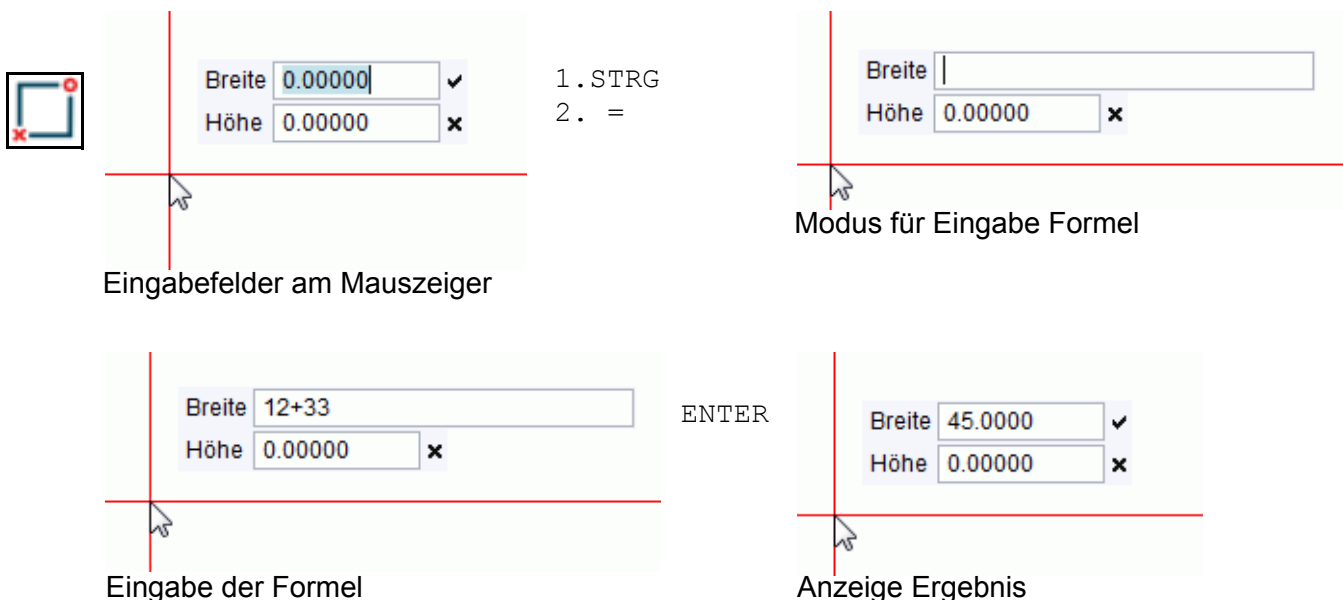 Breite 0.00000
Höhe 0.00000
Eingabefelder am Mauszeiger
1.STRG
2. =
Breite
Höhe 0.00000
Modus für Eingabe Formel
Breite 12+33
Höhe 0.00000
Eingabe der Formel
ENTER
Breite 45.0000
Höhe 0.00000
Anzeige Ergebnis